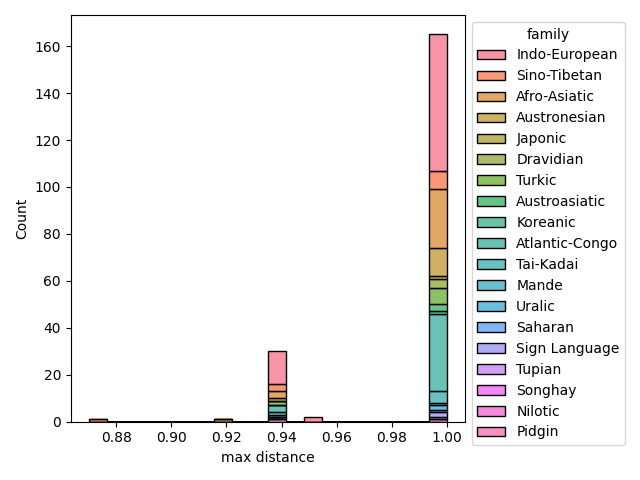 160
140
120
100
80
60
40
20
0
Count
0.88 0.90 0.92 0.94 0.96 0.98 1.00
max distance
family
Indo-European
Sino-Tibetan
Afro-Asiatic
Austronesian
Japonic
Dravidian
Turkic
Austroasiatic
Koreanic
Atlantic-Congo
Tai-Kadai
Mande
Uralic
Saharan
Sign Language
Tupian
Songhay
Nilotic
Pidgin